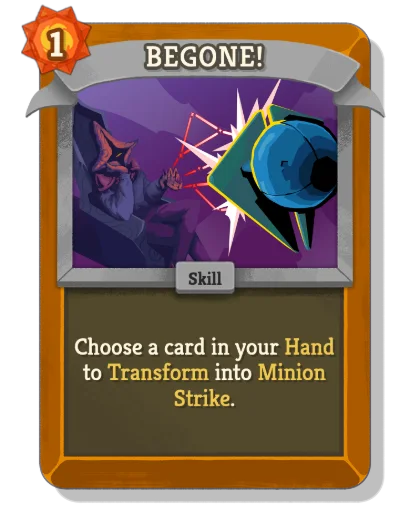 1
BEGONE!
Skill
Choose a card in your Hand
to Transform into Minion
Strike.